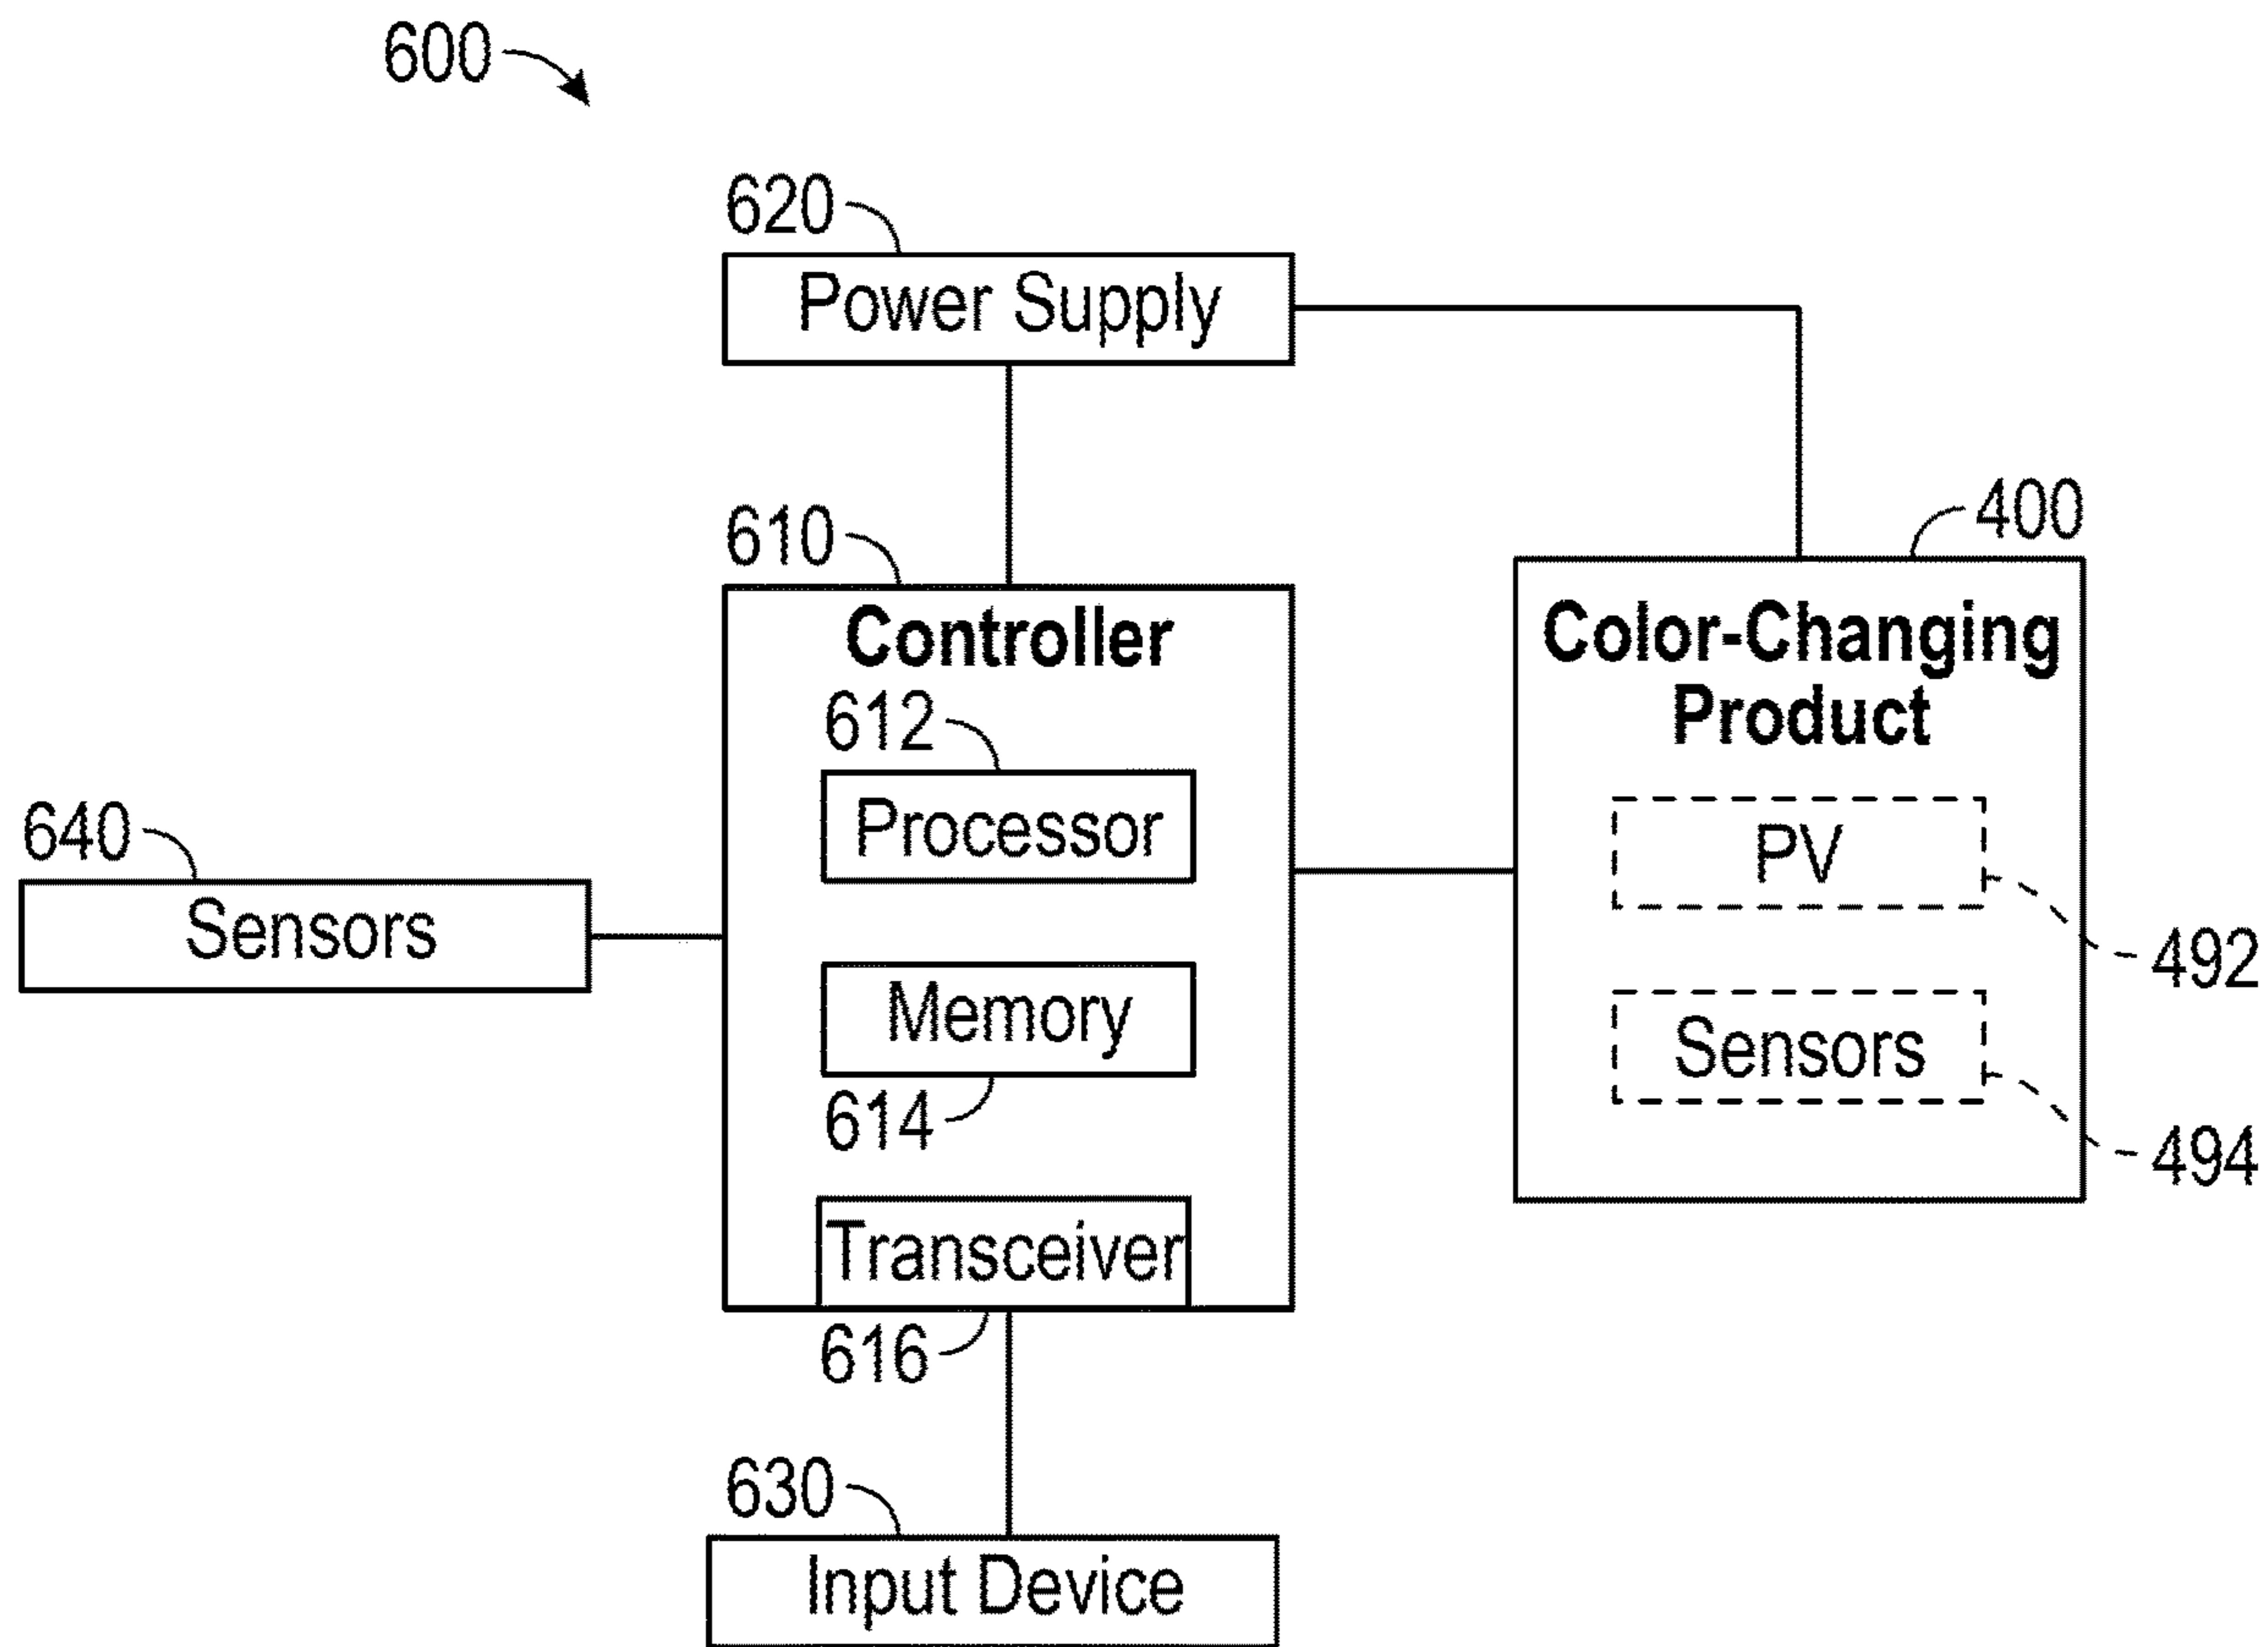 600
620
Power Supply
610
400
Controller
Color-Changing
Product
612
Processor
PV
640
Sensors
492
Memory
Sensors
614
494
Transceiver
616
630
Input Device